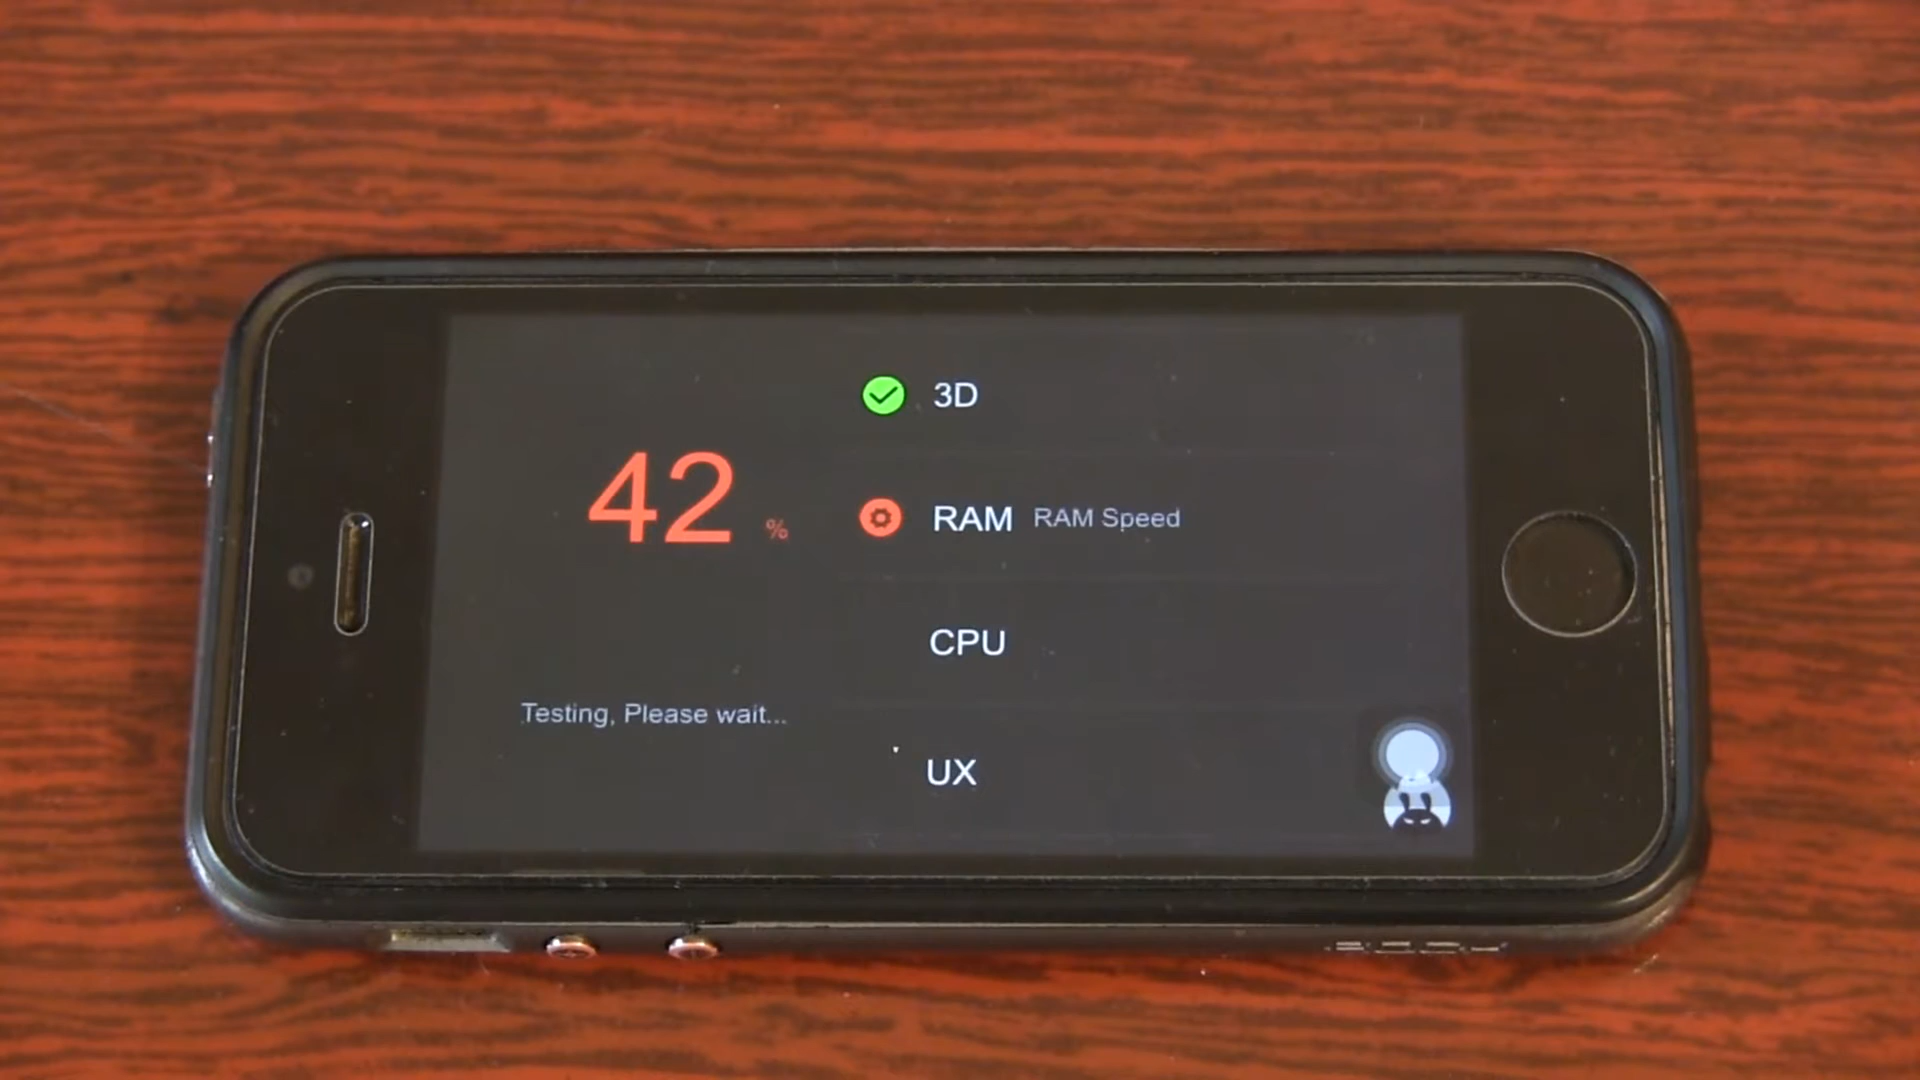 3D
42 %
RAM RAM Speed
CPU
Testing, Please wait...
UX